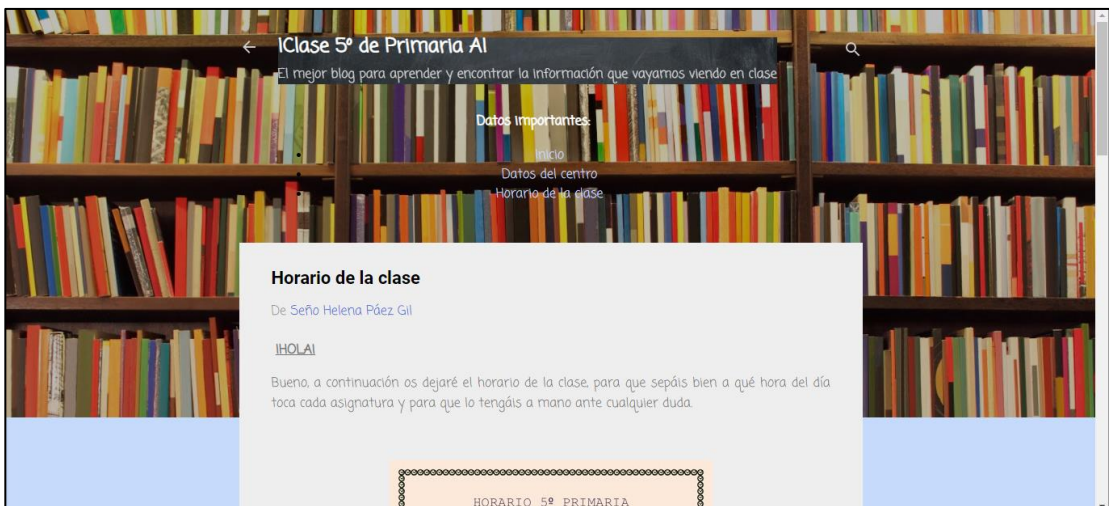 ¡Clase 5º de Primaria A!
El mejor blog para aprender y encontrar la información que vayamos viendo en clase
Datos importantes:
Inicio
Datos del centro
Horario de la clase
Horario de la clase
De Seño Helena Páez Gil
¡HOLA!
Bueno, a continuación os dejaré el horario de la clase, para que sepáis bien a qué hora del día
toca cada asignatura y para que lo tengáis a mano ante cualquier duda.
HORARIO 5º PRIMARIA